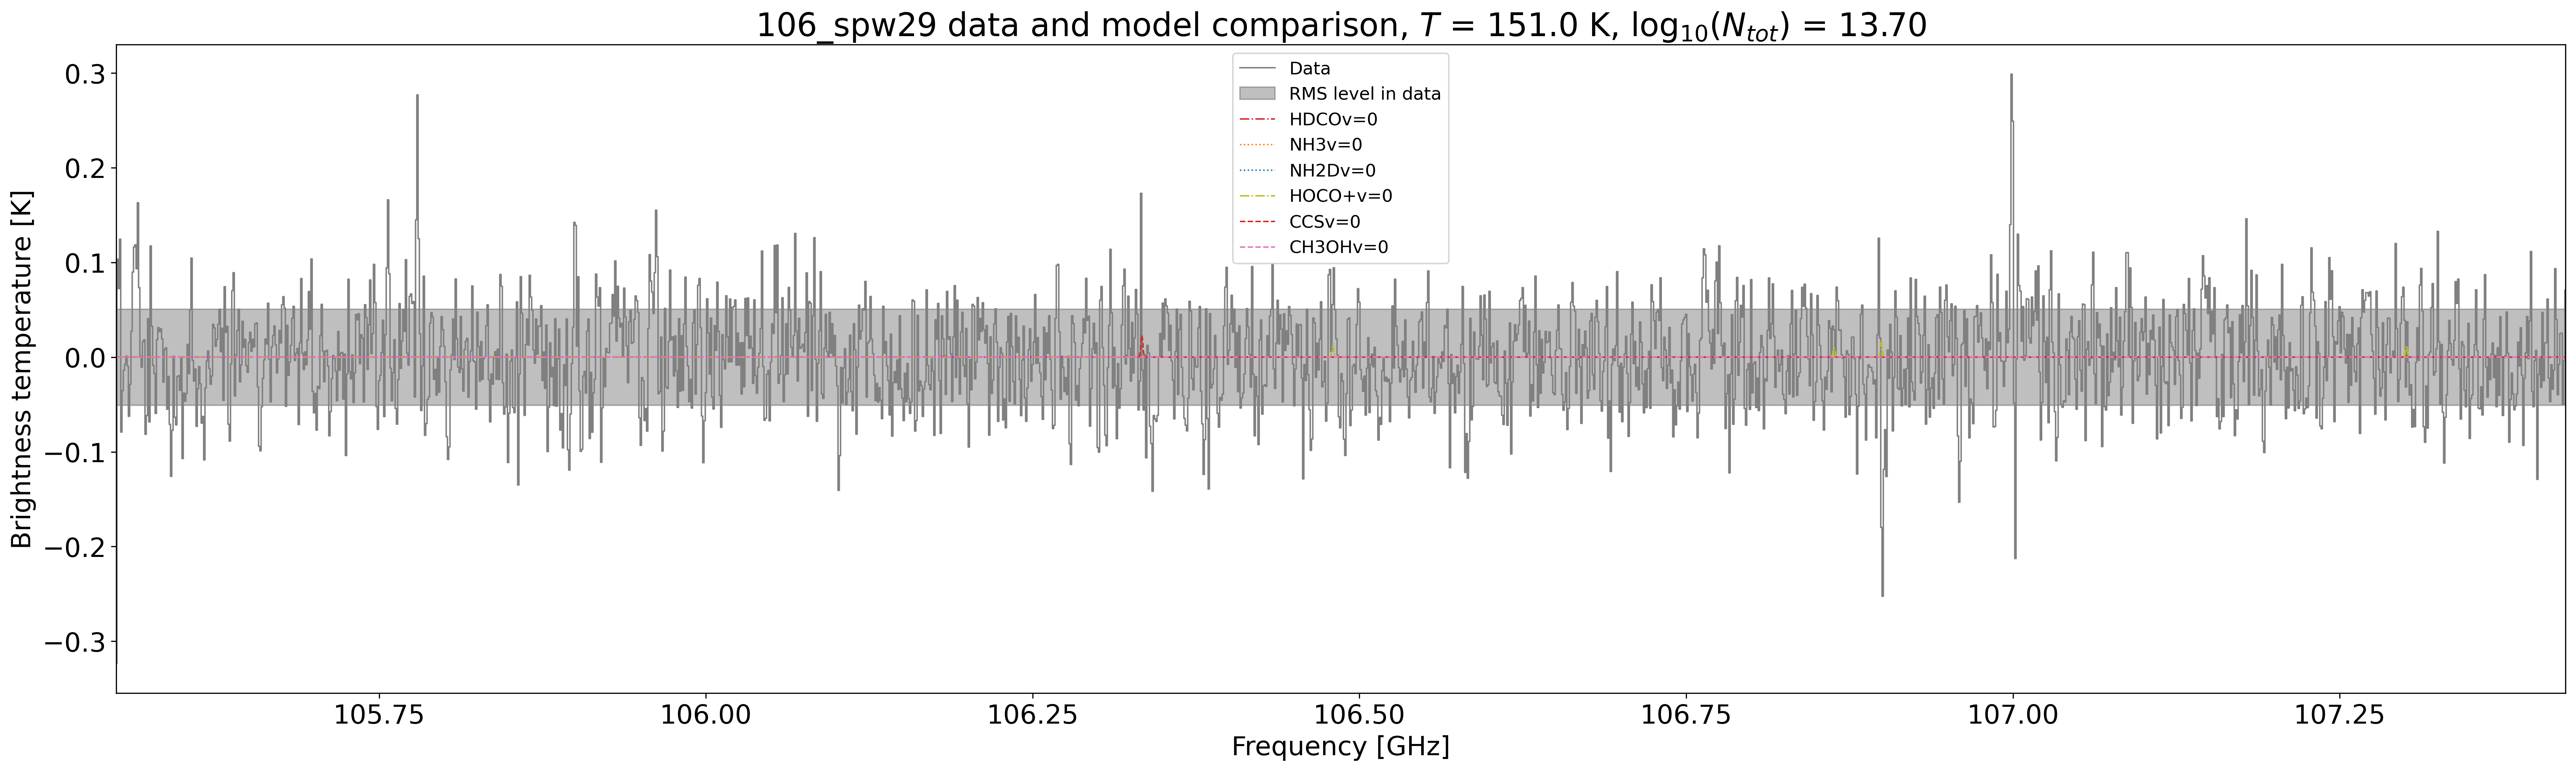 106_spw29 data and model comparison, T = 151.0 K, log₁₀(Nₜₒₜ) = 13.70
Data
RMS level in data
HDCOv=0
NH3v=0
NH2Dv=0
HOCO+v=0
CCSv=0
CH3OHv=0
Brightness temperature [K]
0.3
0.2
0.1
0.0
−0.1
−0.2
−0.3
105.75 106.00 106.25 106.50 106.75 107.00 107.25
Frequency [GHz]